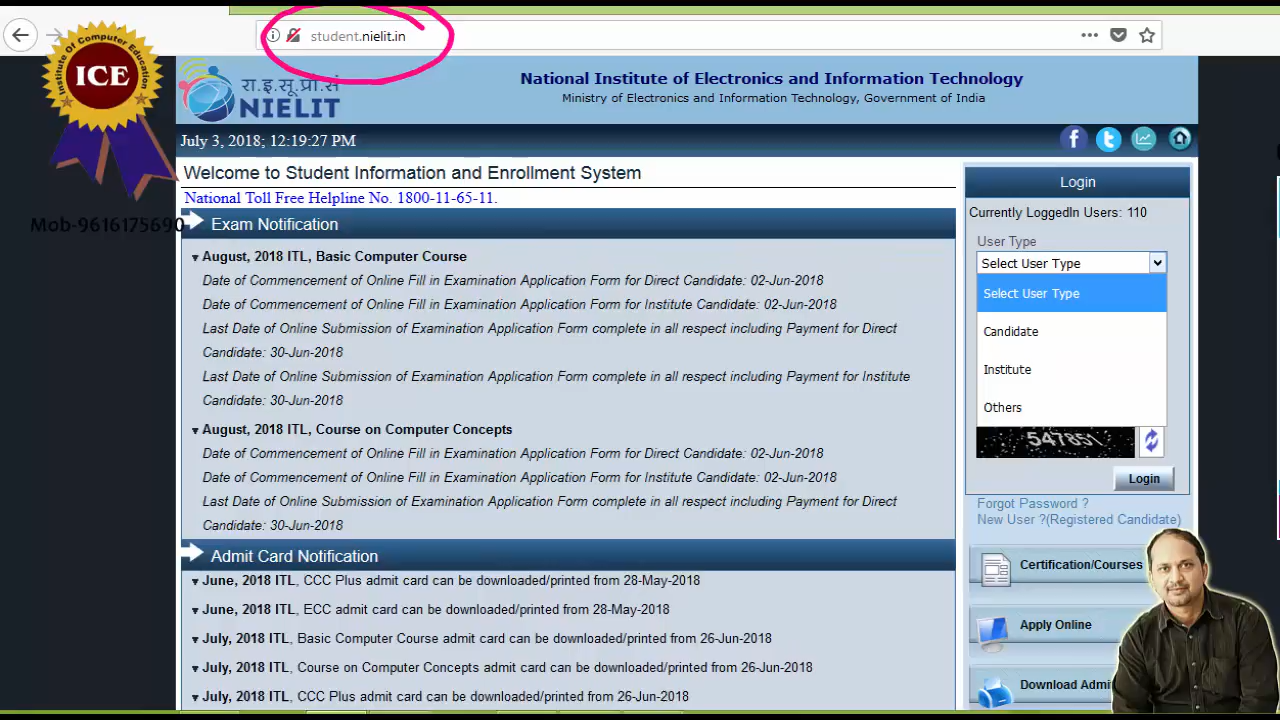 student.nielit.in
Institute Of Computer Education
ICE
Mob-9616175690
रा.इ.सू.प्रौ.सं
NIELIT
National Institute of Electronics and Information Technology
Ministry of Electronics and Information Technology, Government of India
July 3, 2018; 12:19:27 PM
Welcome to Student Information and Enrollment System
National Toll Free Helpline No. 1800-11-65-11.
Exam Notification
August, 2018 ITL, Basic Computer Course
Date of Commencement of Online Fill in Examination Application Form for Direct Candidate: 02-Jun-2018
Date of Commencement of Online Fill in Examination Application Form for Institute Candidate: 02-Jun-2018
Last Date of Online Submission of Examination Application Form complete in all respect including Payment for Direct
Candidate: 30-Jun-2018
Last Date of Online Submission of Examination Application Form complete in all respect including Payment for Institute
Candidate: 30-Jun-2018
August, 2018 ITL, Course on Computer Concepts
Date of Commencement of Online Fill in Examination Application Form for Direct Candidate: 02-Jun-2018
Date of Commencement of Online Fill in Examination Application Form for Institute Candidate: 02-Jun-2018
Last Date of Online Submission of Examination Application Form complete in all respect including Payment for Direct
Candidate: 30-Jun-2018
Admit Card Notification
June, 2018 ITL, CCC Plus admit card can be downloaded/printed from 28-May-2018
June, 2018 ITL, ECC admit card can be downloaded/printed from 28-May-2018
July, 2018 ITL, Basic Computer Course admit card can be downloaded/printed from 26-Jun-2018
July, 2018 ITL, Course on Computer Concepts admit card can be downloaded/printed from 26-Jun-2018
July, 2018 ITL, CCC Plus admit card can be downloaded/printed from 26-Jun-2018
Login
Currently LoggedIn Users: 110
User Type
Select User Type
Select User Type
Candidate
Institute
Others
547851
Login
Forgot Password ?
New User ?(Registered Candidate)
Certification/Courses
Apply Online
Download Admi